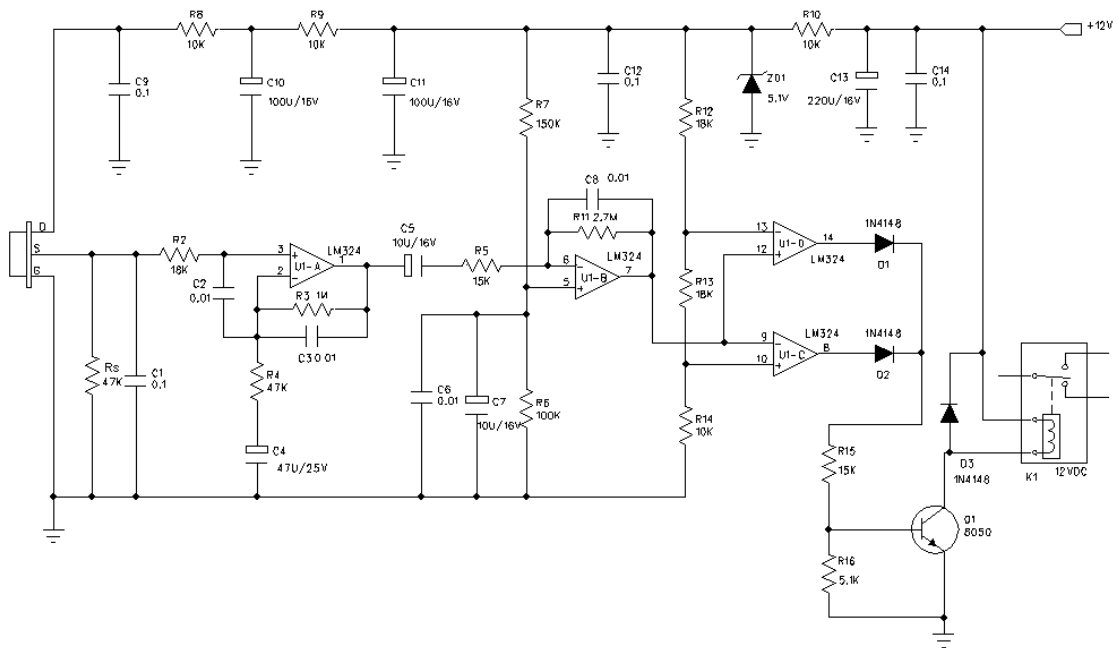 R8
10K
R9
10K
R10
10K
+12V
C9
0.1
C10
100U/16V
C11
100U/16V
C12
0.1
ZD1
5.1V
C13
220U/16V
C14
0.1
R7
150K
R12
18K
D
S
G
R2
18K
C2
0.01
3
+
2
-
1
U1-A
LM324
R3 1M
C3 0.01
C5
10U/16V
R5
15K
C8 0.01
R11 2.7M
6
-
5
+
7
U1-B
LM324
13
-
12
+
14
U1-D
LM324
1N4148
D1
R13
18K
9
-
10
+
8
U1-C
LM324
1N4148
D2
Rs
47K
C1
0.1
R4
47K
C4
47U/25V
C6
0.01
C7
10U/16V
R6
100K
R14
10K
R15
15K
R16
5.1K
Q1
8050
D3
1N4148
K1
12VDC